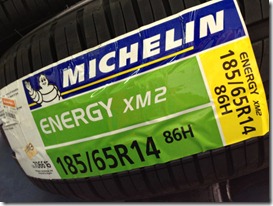 MICHELIN
ENERGY XM2
185/65R14 86H
ENERGY XM2
185/65R14
86H